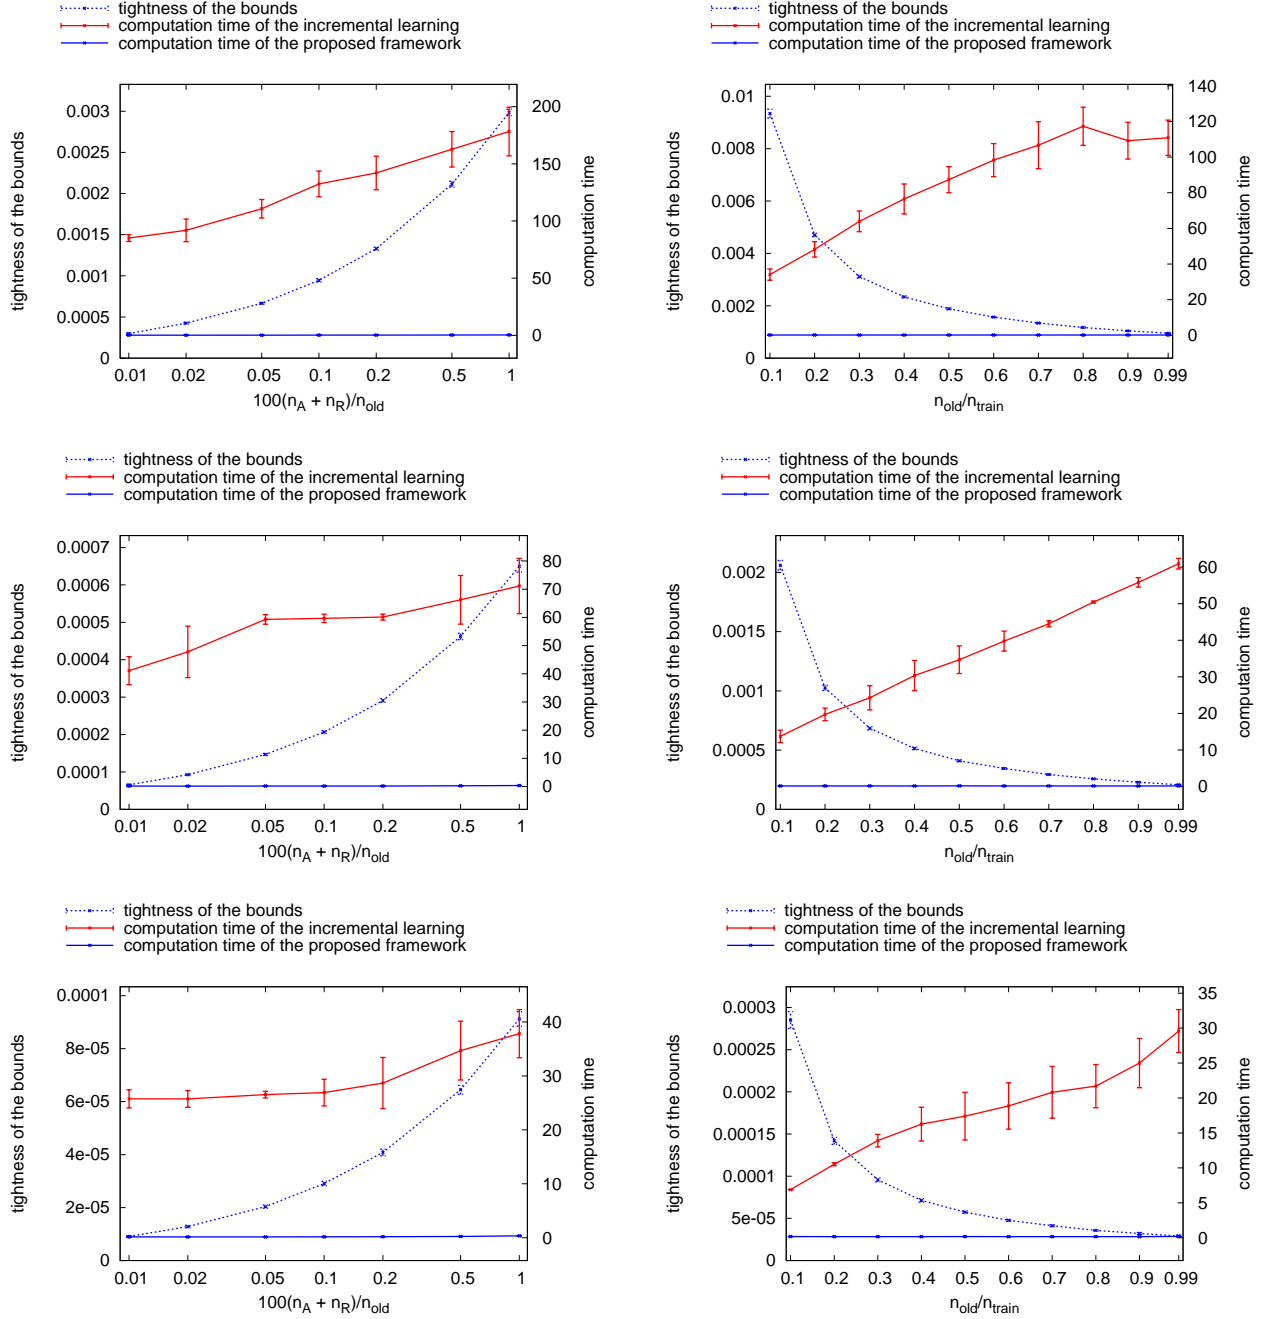 tightness of the bounds
computation time of the incremental learning
computation time of the proposed framework
0.003
0.0025
0.002
0.0015
0.001
0.0005
0
200
150
100
50
0
tightness of the bounds
computation time
0.01 0.02 0.05 0.1 0.2 0.5 1
100(n_A + n_R)/n_old
tightness of the bounds
computation time of the incremental learning
computation time of the proposed framework
0.01
0.008
0.006
0.004
0.002
0
140
120
100
80
60
40
20
0
tightness of the bounds
computation time
0.1 0.2 0.3 0.4 0.5 0.6 0.7 0.8 0.9 0.99
n_old/n_train
tightness of the bounds
computation time of the incremental learning
computation time of the proposed framework
0.0007
0.0006
0.0005
0.0004
0.0003
0.0002
0.0001
0
80
70
60
50
40
30
20
10
0
tightness of the bounds
computation time
0.01 0.02 0.05 0.1 0.2 0.5 1
100(n_A + n_R)/n_old
tightness of the bounds
computation time of the incremental learning
computation time of the proposed framework
0.002
0.0015
0.001
0.0005
0
60
50
40
30
20
10
0
tightness of the bounds
computation time
0.1 0.2 0.3 0.4 0.5 0.6 0.7 0.8 0.9 0.99
n_old/n_train
tightness of the bounds
computation time of the incremental learning
computation time of the proposed framework
0.0001
8e-05
6e-05
4e-05
2e-05
0
40
30
20
10
0
tightness of the bounds
computation time
0.01 0.02 0.05 0.1 0.2 0.5 1
100(n_A + n_R)/n_old
tightness of the bounds
computation time of the incremental learning
computation time of the proposed framework
0.0003
0.00025
0.0002
0.00015
0.0001
5e-05
0
35
30
25
20
15
10
5
0
tightness of the bounds
computation time
0.1 0.2 0.3 0.4 0.5 0.6 0.7 0.8 0.9 0.99
n_old/n_train